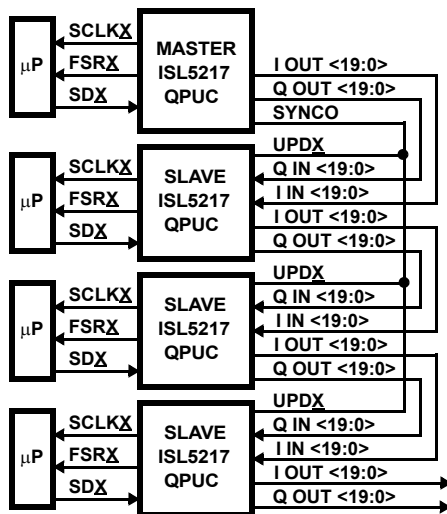 SCLKX
FSRX
SDX
μP
MASTER
ISL5217
QPUC
I OUT <19:0>
Q OUT <19:0>
SYNCO
SCLKX
FSRX
SDX
μP
SLAVE
ISL5217
QPUC
UPDX
Q IN <19:0>
I IN <19:0>
I OUT <19:0>
Q OUT <19:0>
SCLKX
FSRX
SDX
μP
SLAVE
ISL5217
QPUC
UPDX
Q IN <19:0>
I IN <19:0>
I OUT <19:0>
Q OUT <19:0>
SCLKX
FSRX
SDX
μP
SLAVE
ISL5217
QPUC
UPDX
Q IN <19:0>
I IN <19:0>
I OUT <19:0>
Q OUT <19:0>